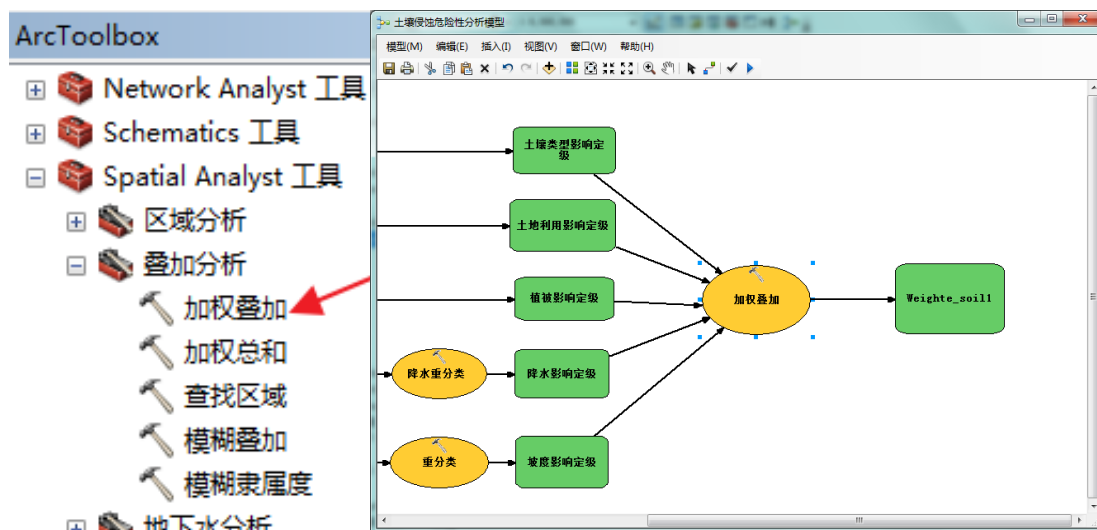 ArcToolbox
Network Analyst 工具
Schematics 工具
Spatial Analyst 工具
区域分析
叠加分析
加权叠加
加权总和
查找区域
模糊叠加
模糊隶属度
地下水分析
土壤侵蚀危险性分析模型
模型(M) 编辑(E) 插入(I) 视图(V) 窗口(W) 帮助(H)
土壤类型影响定
级
土地利用影响定级
植被影响定级
降水重分类
降水影响定级
重分类
坡度影响定级
加权叠加
Weighte_soil1